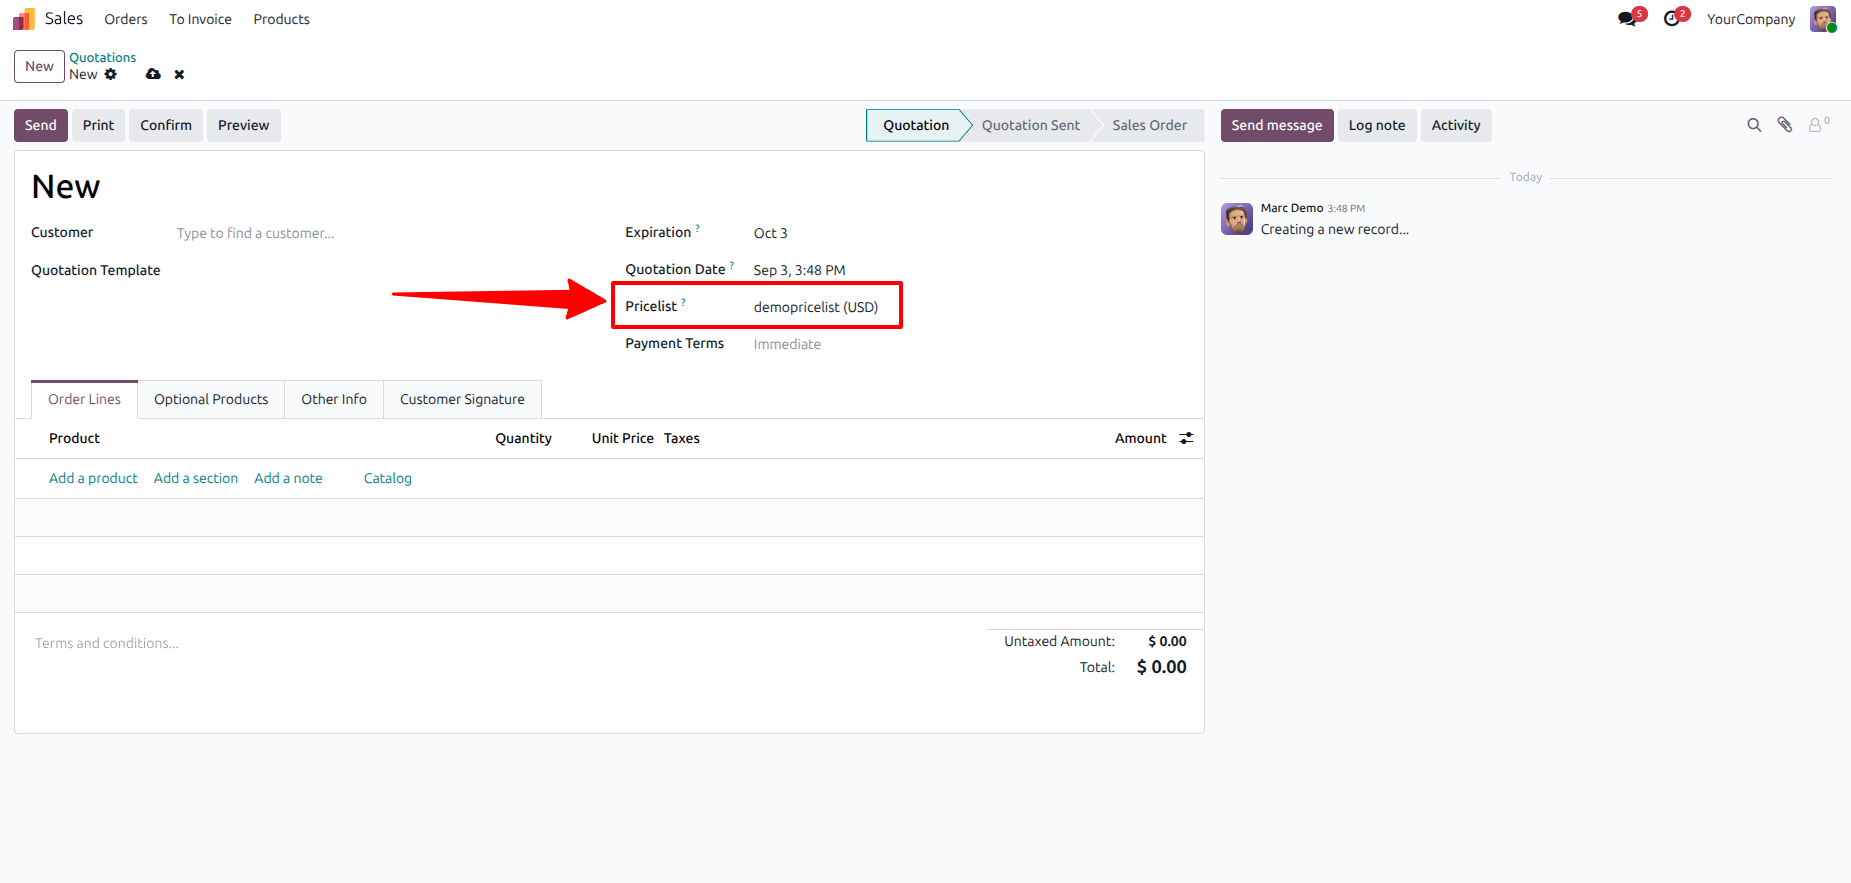 Sales Orders To Invoice Products 5 2 YourCompany
New Quotations
New
Send Print Confirm Preview Quotation Quotation Sent Sales Order Send message Log note Activity 0
Today
New
Marc Demo 3:48 PM
Creating a new record...
Customer Type to find a customer... Expiration ? Oct 3
Quotation Template Quotation Date ? Sep 3, 3:48 PM
Pricelist ? demopricelist (USD)
Payment Terms Immediate
Order Lines Optional Products Other Info Customer Signature
Product Quantity Unit Price Taxes Amount
Add a product Add a section Add a note Catalog
Terms and conditions... Untaxed Amount: $ 0.00
Total: $ 0.00